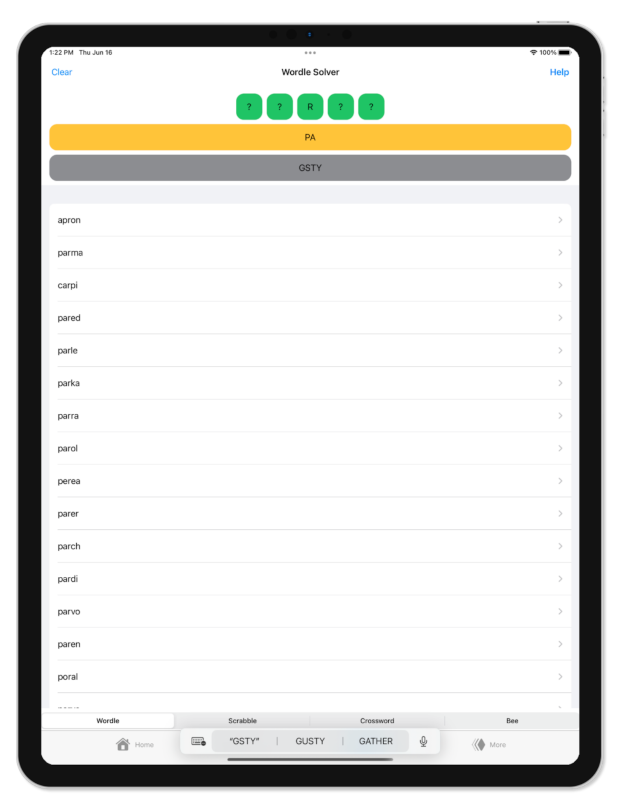 1:22 PM Thu Jun 16
100%
Clear
Wordle Solver
Help
? ? R ? ?
PA
GSTY
apron
parma
carpi
pared
parle
parka
parra
parol
perea
parer
parch
pardi
parvo
paren
poral
Wordle Scrabble Crossword Bee
Home
"GSTY" GUSTY GATHER
More